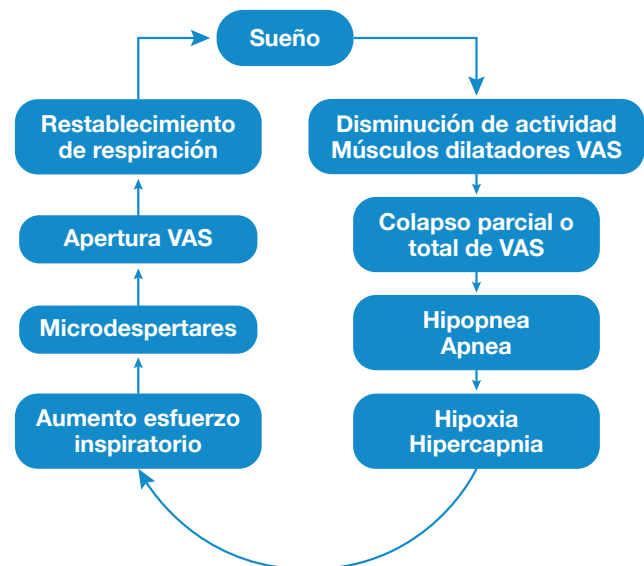 Sueño
Disminución de actividad
Músculos dilatadores VAS
Colapso parcial o
total de VAS
Hipopnea
Apnea
Hipoxia
Hipercapnia
Aumento esfuerzo
inspiratorio
Microdespertares
Apertura VAS
Restablecimiento
de respiración